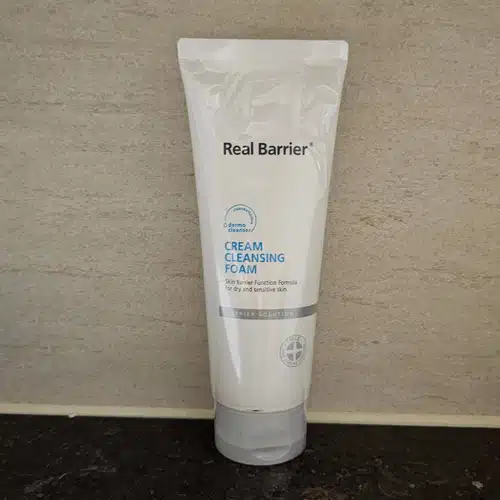 Real Barrier®
dermo
cleanser
CREAM
CLEANSING
FOAM
Skin Barrier Function Formula
for dry and sensitive skin